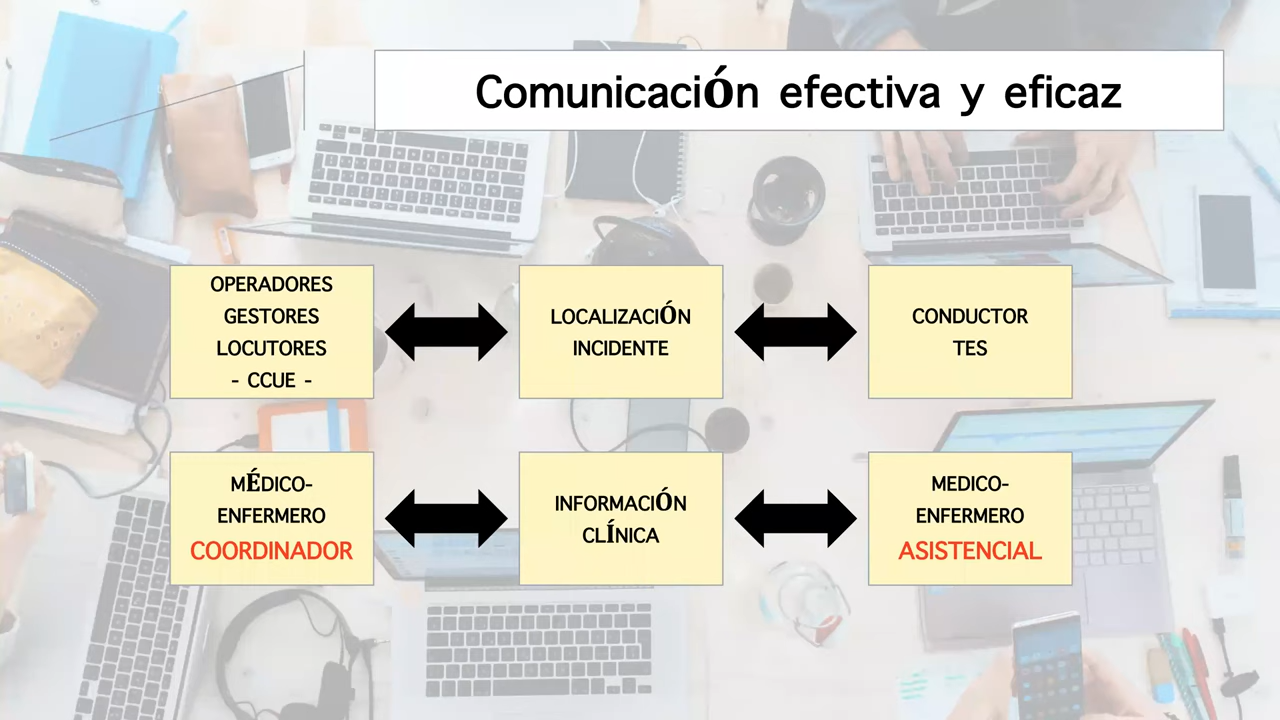 Comunicación efectiva y eficaz
OPERADORES
GESTORES
LOCUTORES
- CCUE -
LOCALIZACIÓN
INCIDENTE
CONDUCTOR
TES
MÉDICO-
ENFERMERO
COORDINADOR
INFORMACIÓN
CLÍNICA
MEDICO-
ENFERMERO
ASISTENCIAL